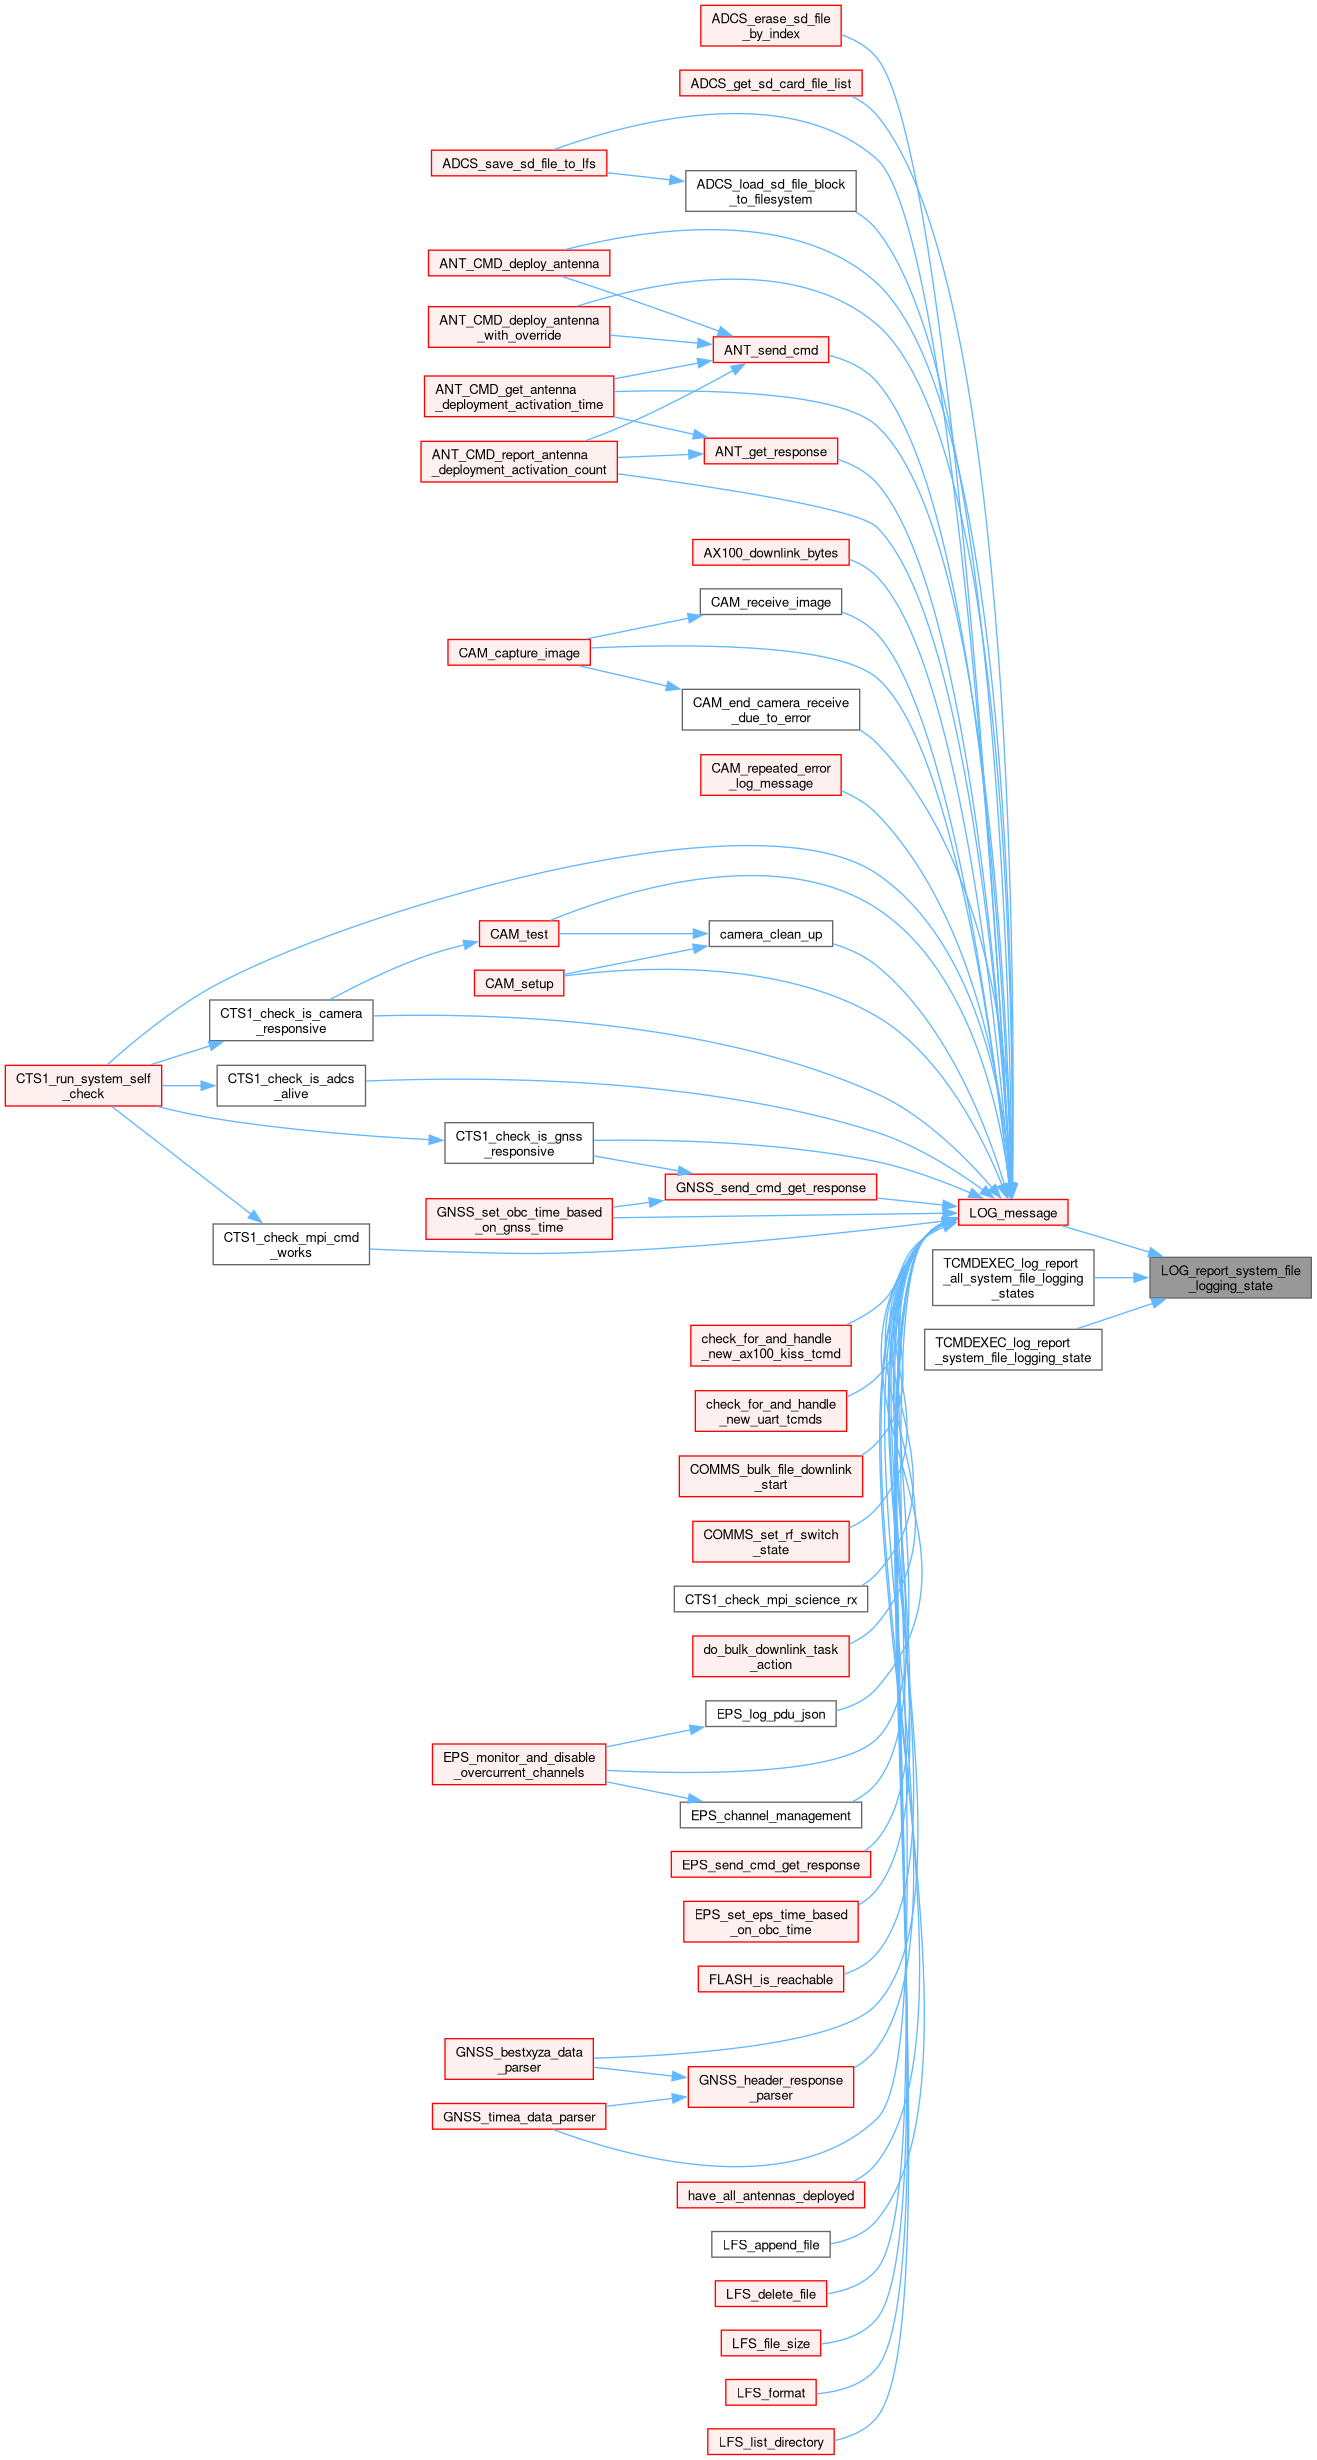 ADCS_erase_sd_file
_by_index
ADCS_get_sd_card_file_list
ADCS_save_sd_file_to_lfs
ADCS_load_sd_file_block
_to_filesystem
ANT_CMD_deploy_antenna
ANT_CMD_deploy_antenna
_with_override
ANT_send_cmd
ANT_CMD_get_antenna
_deployment_activation_time
ANT_CMD_report_antenna
_deployment_activation_count
ANT_get_response
AX100_downlink_bytes
CAM_receive_image
CAM_capture_image
CAM_end_camera_receive
_due_to_error
CAM_repeated_error
_log_message
CAM_test
camera_clean_up
CAM_setup
CTS1_check_is_camera
_responsive
CTS1_run_system_self
_check
CTS1_check_is_adcs
_alive
CTS1_check_is_gnss
_responsive
GNSS_send_cmd_get_response
GNSS_set_obc_time_based
_on_gnss_time
LOG_message
CTS1_check_mpi_cmd
_works
TCMDEXEC_log_report
_all_system_file_logging
_states
LOG_report_system_file
_logging_state
TCMDEXEC_log_report
_system_file_logging_state
check_for_and_handle
_new_ax100_kiss_tcmd
check_for_and_handle
_new_uart_tcmds
COMMS_bulk_file_downlink
_start
COMMS_set_rf_switch
_state
CTS1_check_mpi_science_rx
do_bulk_downlink_task
_action
EPS_log_pdu_json
EPS_monitor_and_disable
_overcurrent_channels
EPS_channel_management
EPS_send_cmd_get_response
EPS_set_eps_time_based
_on_obc_time
FLASH_is_reachable
GNSS_bestxyza_data
_parser
GNSS_header_response
_parser
GNSS_timea_data_parser
have_all_antennas_deployed
LFS_append_file
LFS_delete_file
LFS_file_size
LFS_format
LFS_list_directory